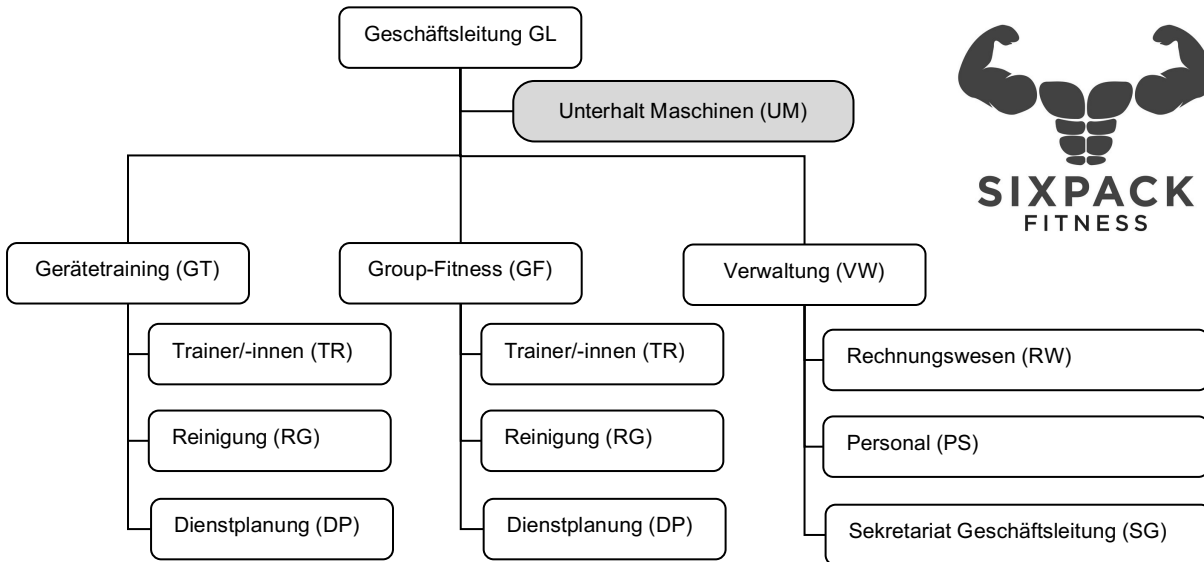 Geschäftsleitung GL
Unterhalt Maschinen (UM)
SIXPACK
FITNESS
Gerätetraining (GT)
Group-Fitness (GF)
Verwaltung (VW)
Trainer/-innen (TR)
Trainer/-innen (TR)
Rechnungswesen (RW)
Reinigung (RG)
Reinigung (RG)
Personal (PS)
Dienstplanung (DP)
Dienstplanung (DP)
Sekretariat Geschäftsleitung (SG)